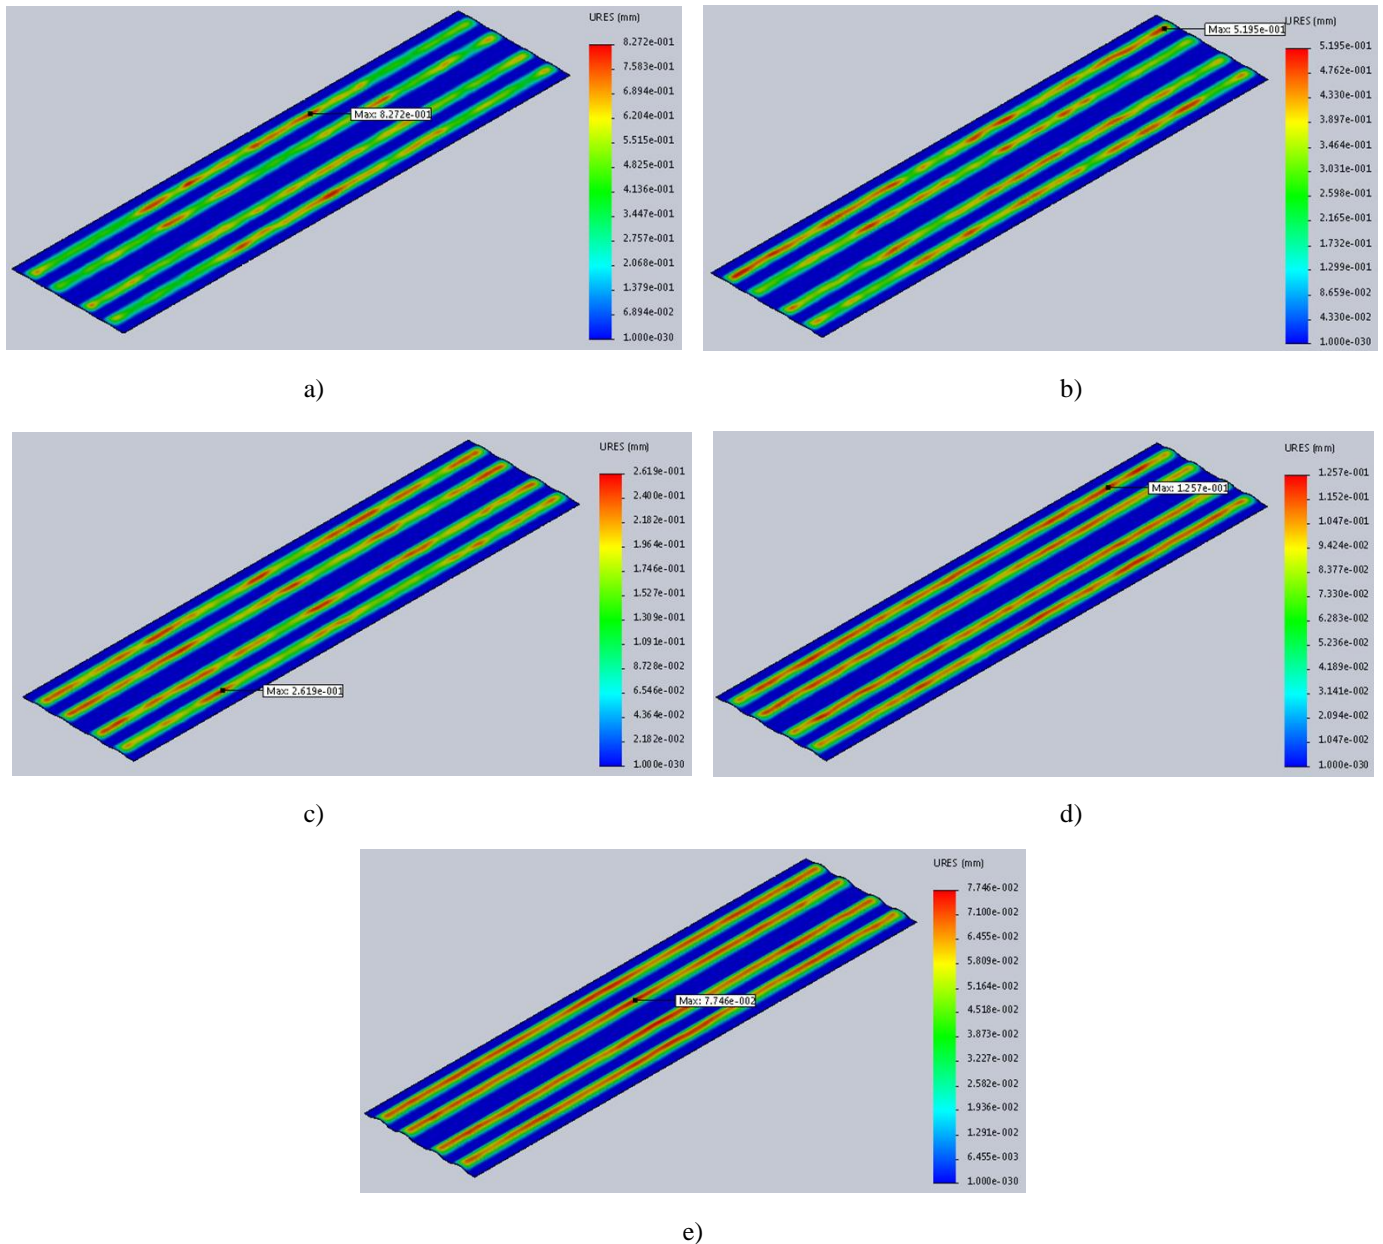 URES (mm)
8.272e-001
7.583e-001
6.894e-001
6.204e-001
5.515e-001
4.825e-001
4.136e-001
3.447e-001
2.757e-001
2.068e-001
1.379e-001
6.894e-002
1.000e-030
Max: 8.272e-001
a)
URES (mm)
5.195e-001
4.762e-001
4.330e-001
3.897e-001
3.464e-001
3.031e-001
2.598e-001
2.165e-001
1.732e-001
1.299e-001
8.659e-002
4.330e-002
1.000e-030
Max: 5.195e-001
b)
URES (mm)
2.619e-001
2.400e-001
2.182e-001
1.964e-001
1.746e-001
1.527e-001
1.309e-001
1.091e-001
8.728e-002
6.546e-002
4.364e-002
2.182e-002
1.000e-030
Max: 2.619e-001
c)
URES (mm)
1.257e-001
1.152e-001
1.047e-001
9.424e-002
8.377e-002
7.330e-002
6.283e-002
5.236e-002
4.189e-002
3.141e-002
2.094e-002
1.047e-002
1.000e-030
Max: 1.257e-001
d)
URES (mm)
7.746e-002
7.100e-002
6.455e-002
5.809e-002
5.164e-002
4.518e-002
3.873e-002
3.227e-002
2.582e-002
1.936e-002
1.291e-002
6.455e-003
1.000e-030
Max: 7.746e-002
e)